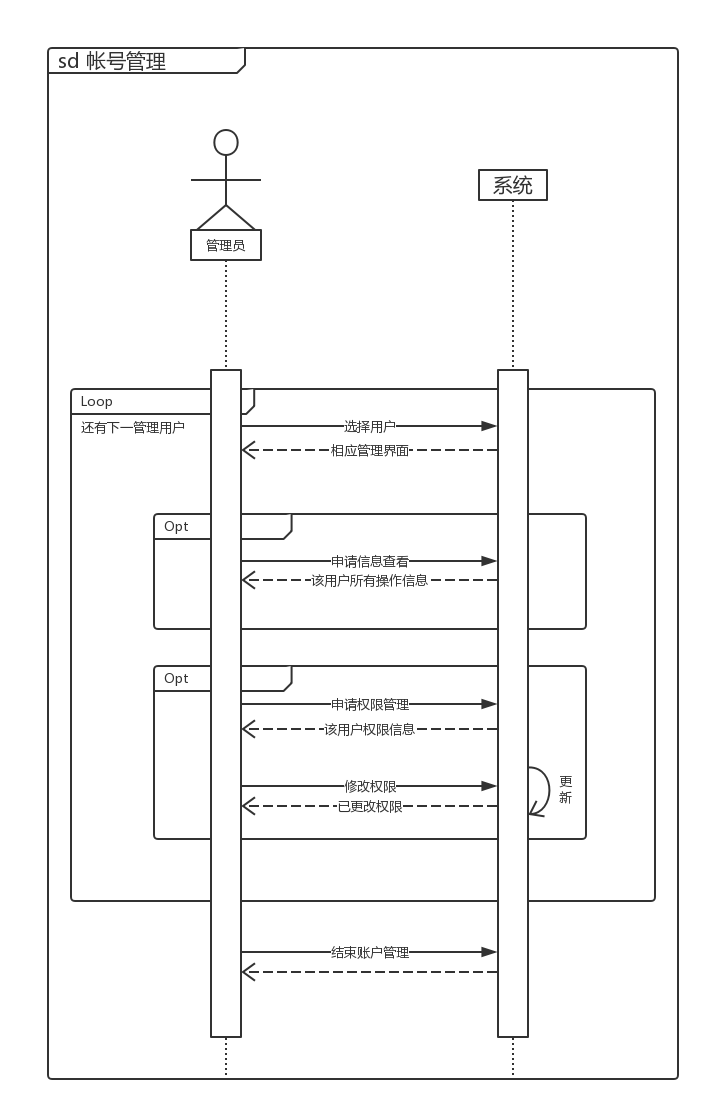 sd 帐号管理
系统
管理员
Loop
还有下一管理用户
选择用户
相应管理界面
Opt
申请信息查看
该用户所有操作信息
Opt
申请权限管理
该用户权限信息
更
新
修改权限
已更改权限
结束账户管理